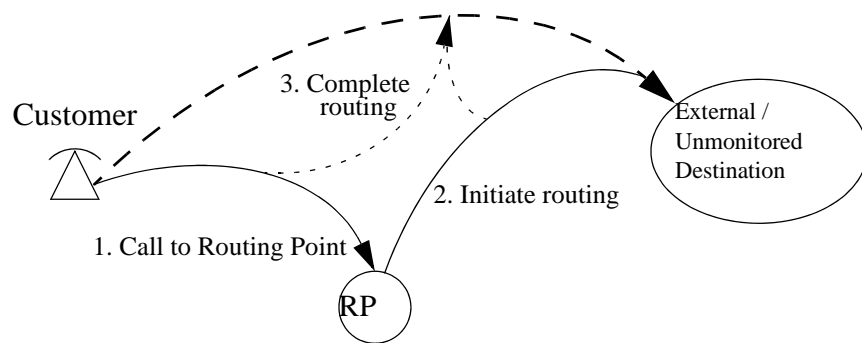 3. Complete
routing
Customer
External /
Unmonitored
Destination
2. Initiate routing
1. Call to Routing Point
RP